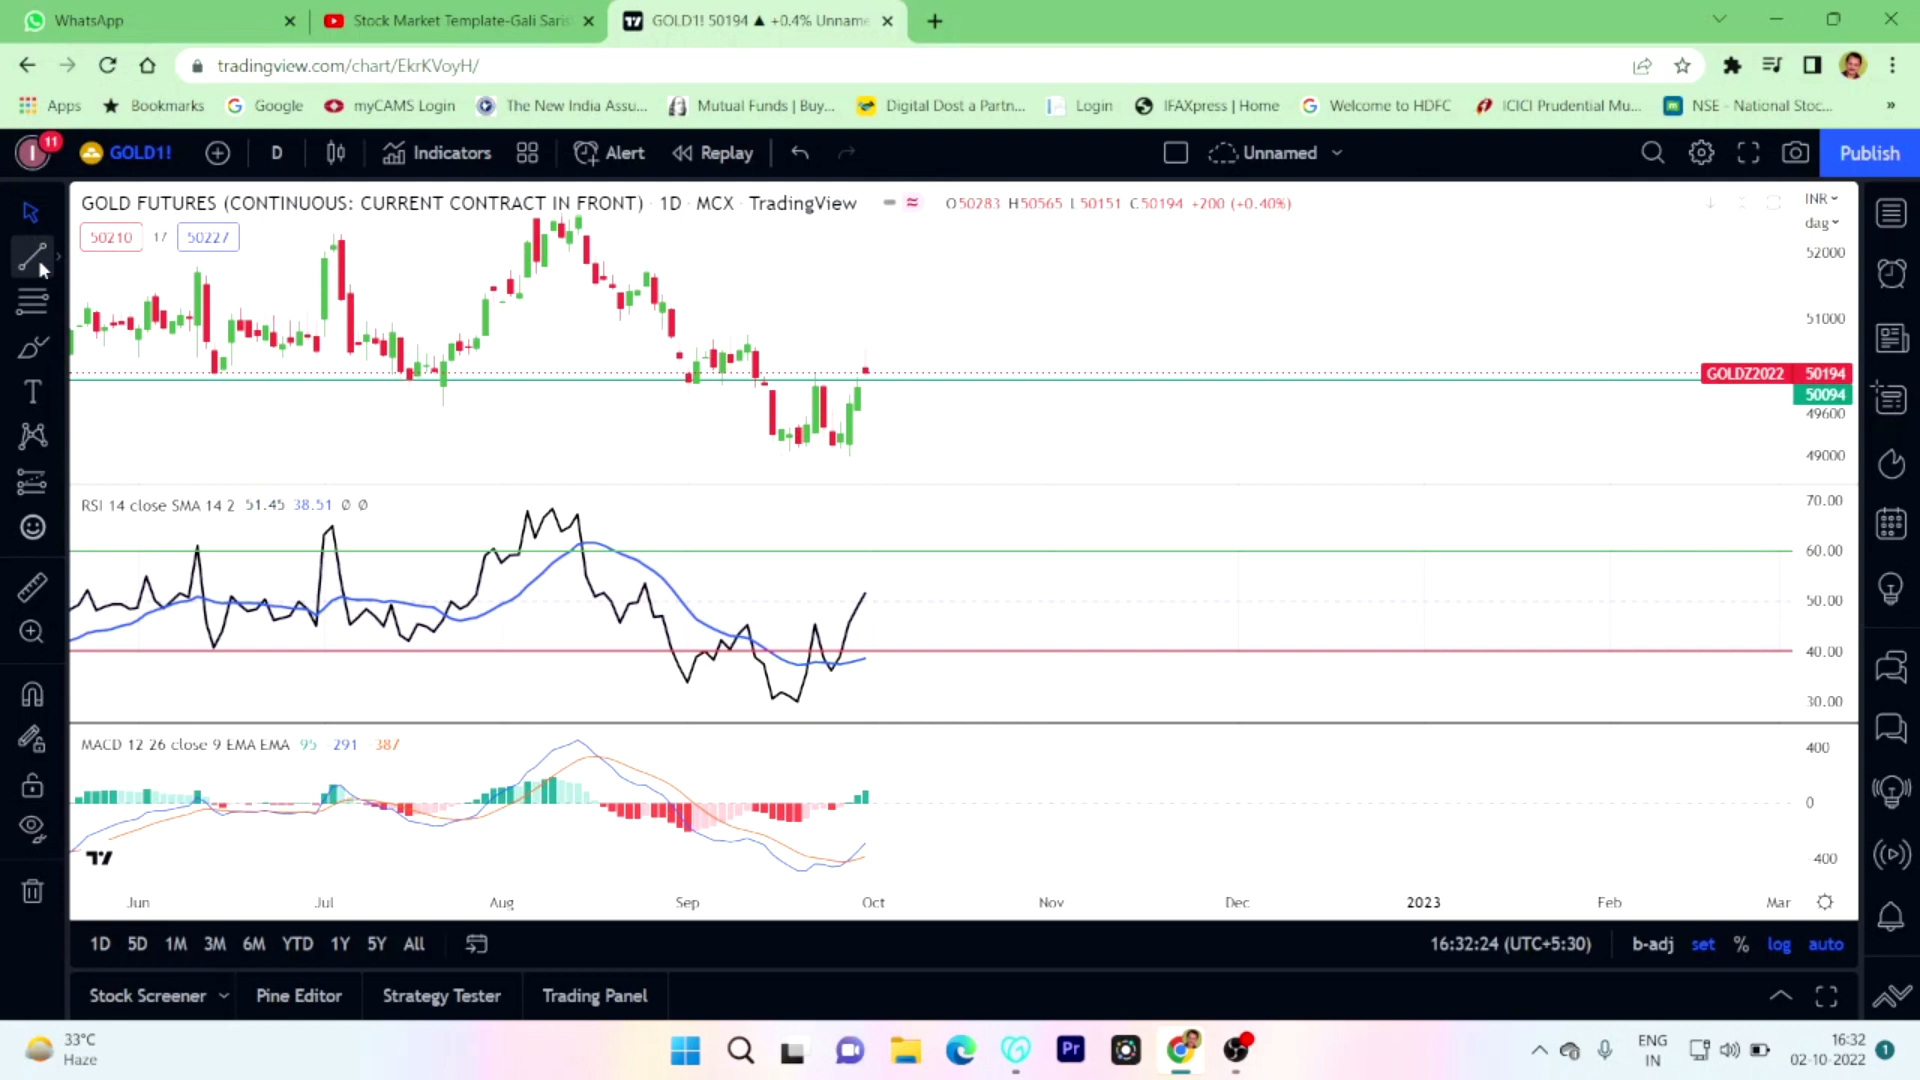 WhatsApp
Stock Market Template-Gali Saris
GOLD1! 50194 ▲ +0.4% Unname
tradingview.com/chart/EkrKVoyH/
Apps
Bookmarks
Google
myCAMS Login
The New India Assu...
Mutual Funds | Buy...
Digital Dost a Partn...
Login
IFAXpress | Home
Welcome to HDFC
ICICI Prudential Mu...
NSE - National Stoc...
»
I
11
GOLD1!
D
Indicators
Alert
Replay
Unnamed
Publish
GOLD FUTURES (CONTINUOUS: CURRENT CONTRACT IN FRONT) · 1D · MCX · TradingView
O50283 H50565 L50151 C50194 +200 (+0.40%)
INR
dag
50210
17
50227
52000
51000
GOLDZ2022 50194
50094
49600
49000
RSI 14 close SMA 14 2 51.45 38.51 Ø Ø
70.00
60.00
50.00
40.00
30.00
MACD 12 26 close 9 EMA EMA 95 -291 -387
400
0
400
Jun
Jul
Aug
Sep
Oct
Nov
Dec
2023
Feb
Mar
1D 5D 1M 3M 6M YTD 1Y 5Y All
16:32:24 (UTC+5:30)
b-adj set % log auto
Stock Screener
Pine Editor
Strategy Tester
Trading Panel
33°C
Haze
Pr
ENG
IN
16:32
02-10-2022
1